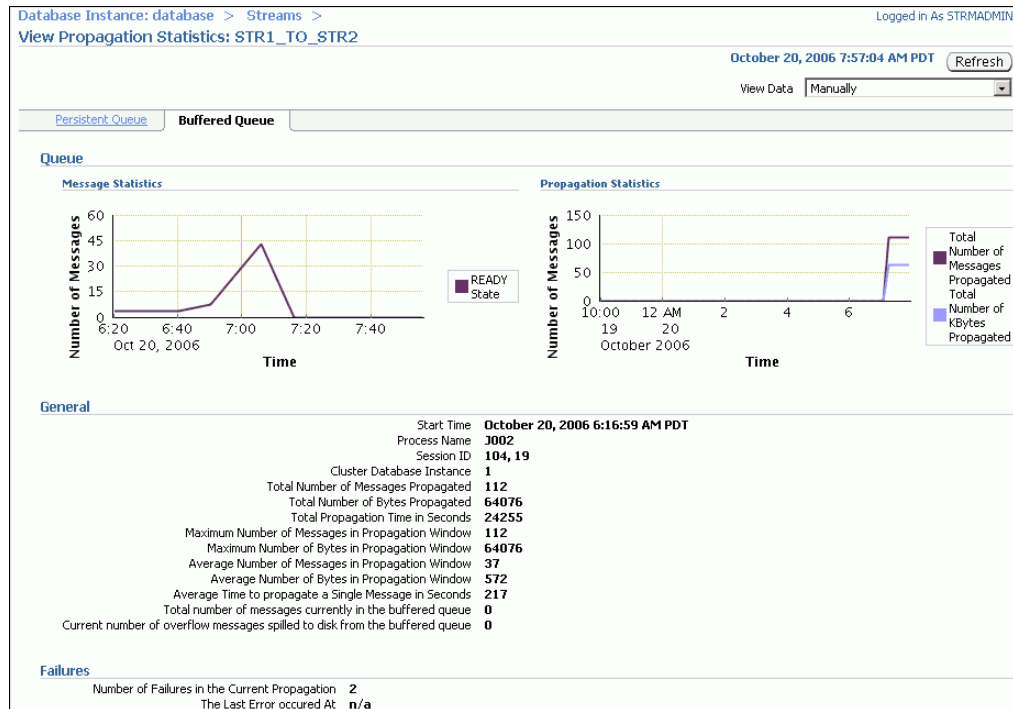 Database Instance: database > Streams >
Logged in As STRMADMIN
View Propagation Statistics: STR1_TO_STR2
October 20, 2006 7:57:04 AM PDT Refresh
View Data Manually
Persistent Queue Buffered Queue
Queue
Message Statistics
Number of Messages
60
45
30
15
0
6:20 6:40 7:00 7:20 7:40
Oct 20, 2006
Time
READY
State
Propagation Statistics
Number of Messages
150
100
50
0
10:00 12 AM 2 4 6
19 20
October 2006
Time
Total
Number of
Messages
Propagated
Total
Number of
KBytes
Propagated
General
Start Time October 20, 2006 6:16:59 AM PDT
Process Name J002
Session ID 104, 19
Cluster Database Instance 1
Total Number of Messages Propagated 112
Total Number of Bytes Propagated 64076
Total Propagation Time in Seconds 24255
Maximum Number of Messages in Propagation Window 112
Maximum Number of Bytes in Propagation Window 64076
Average Number of Messages in Propagation Window 37
Average Number of Bytes in Propagation Window 572
Average Time to propagate a Single Message in Seconds 217
Total number of messages currently in the buffered queue 0
Current number of overflow messages spilled to disk from the buffered queue 0
Failures
Number of Failures in the Current Propagation 2
The Last Error occured At n/a